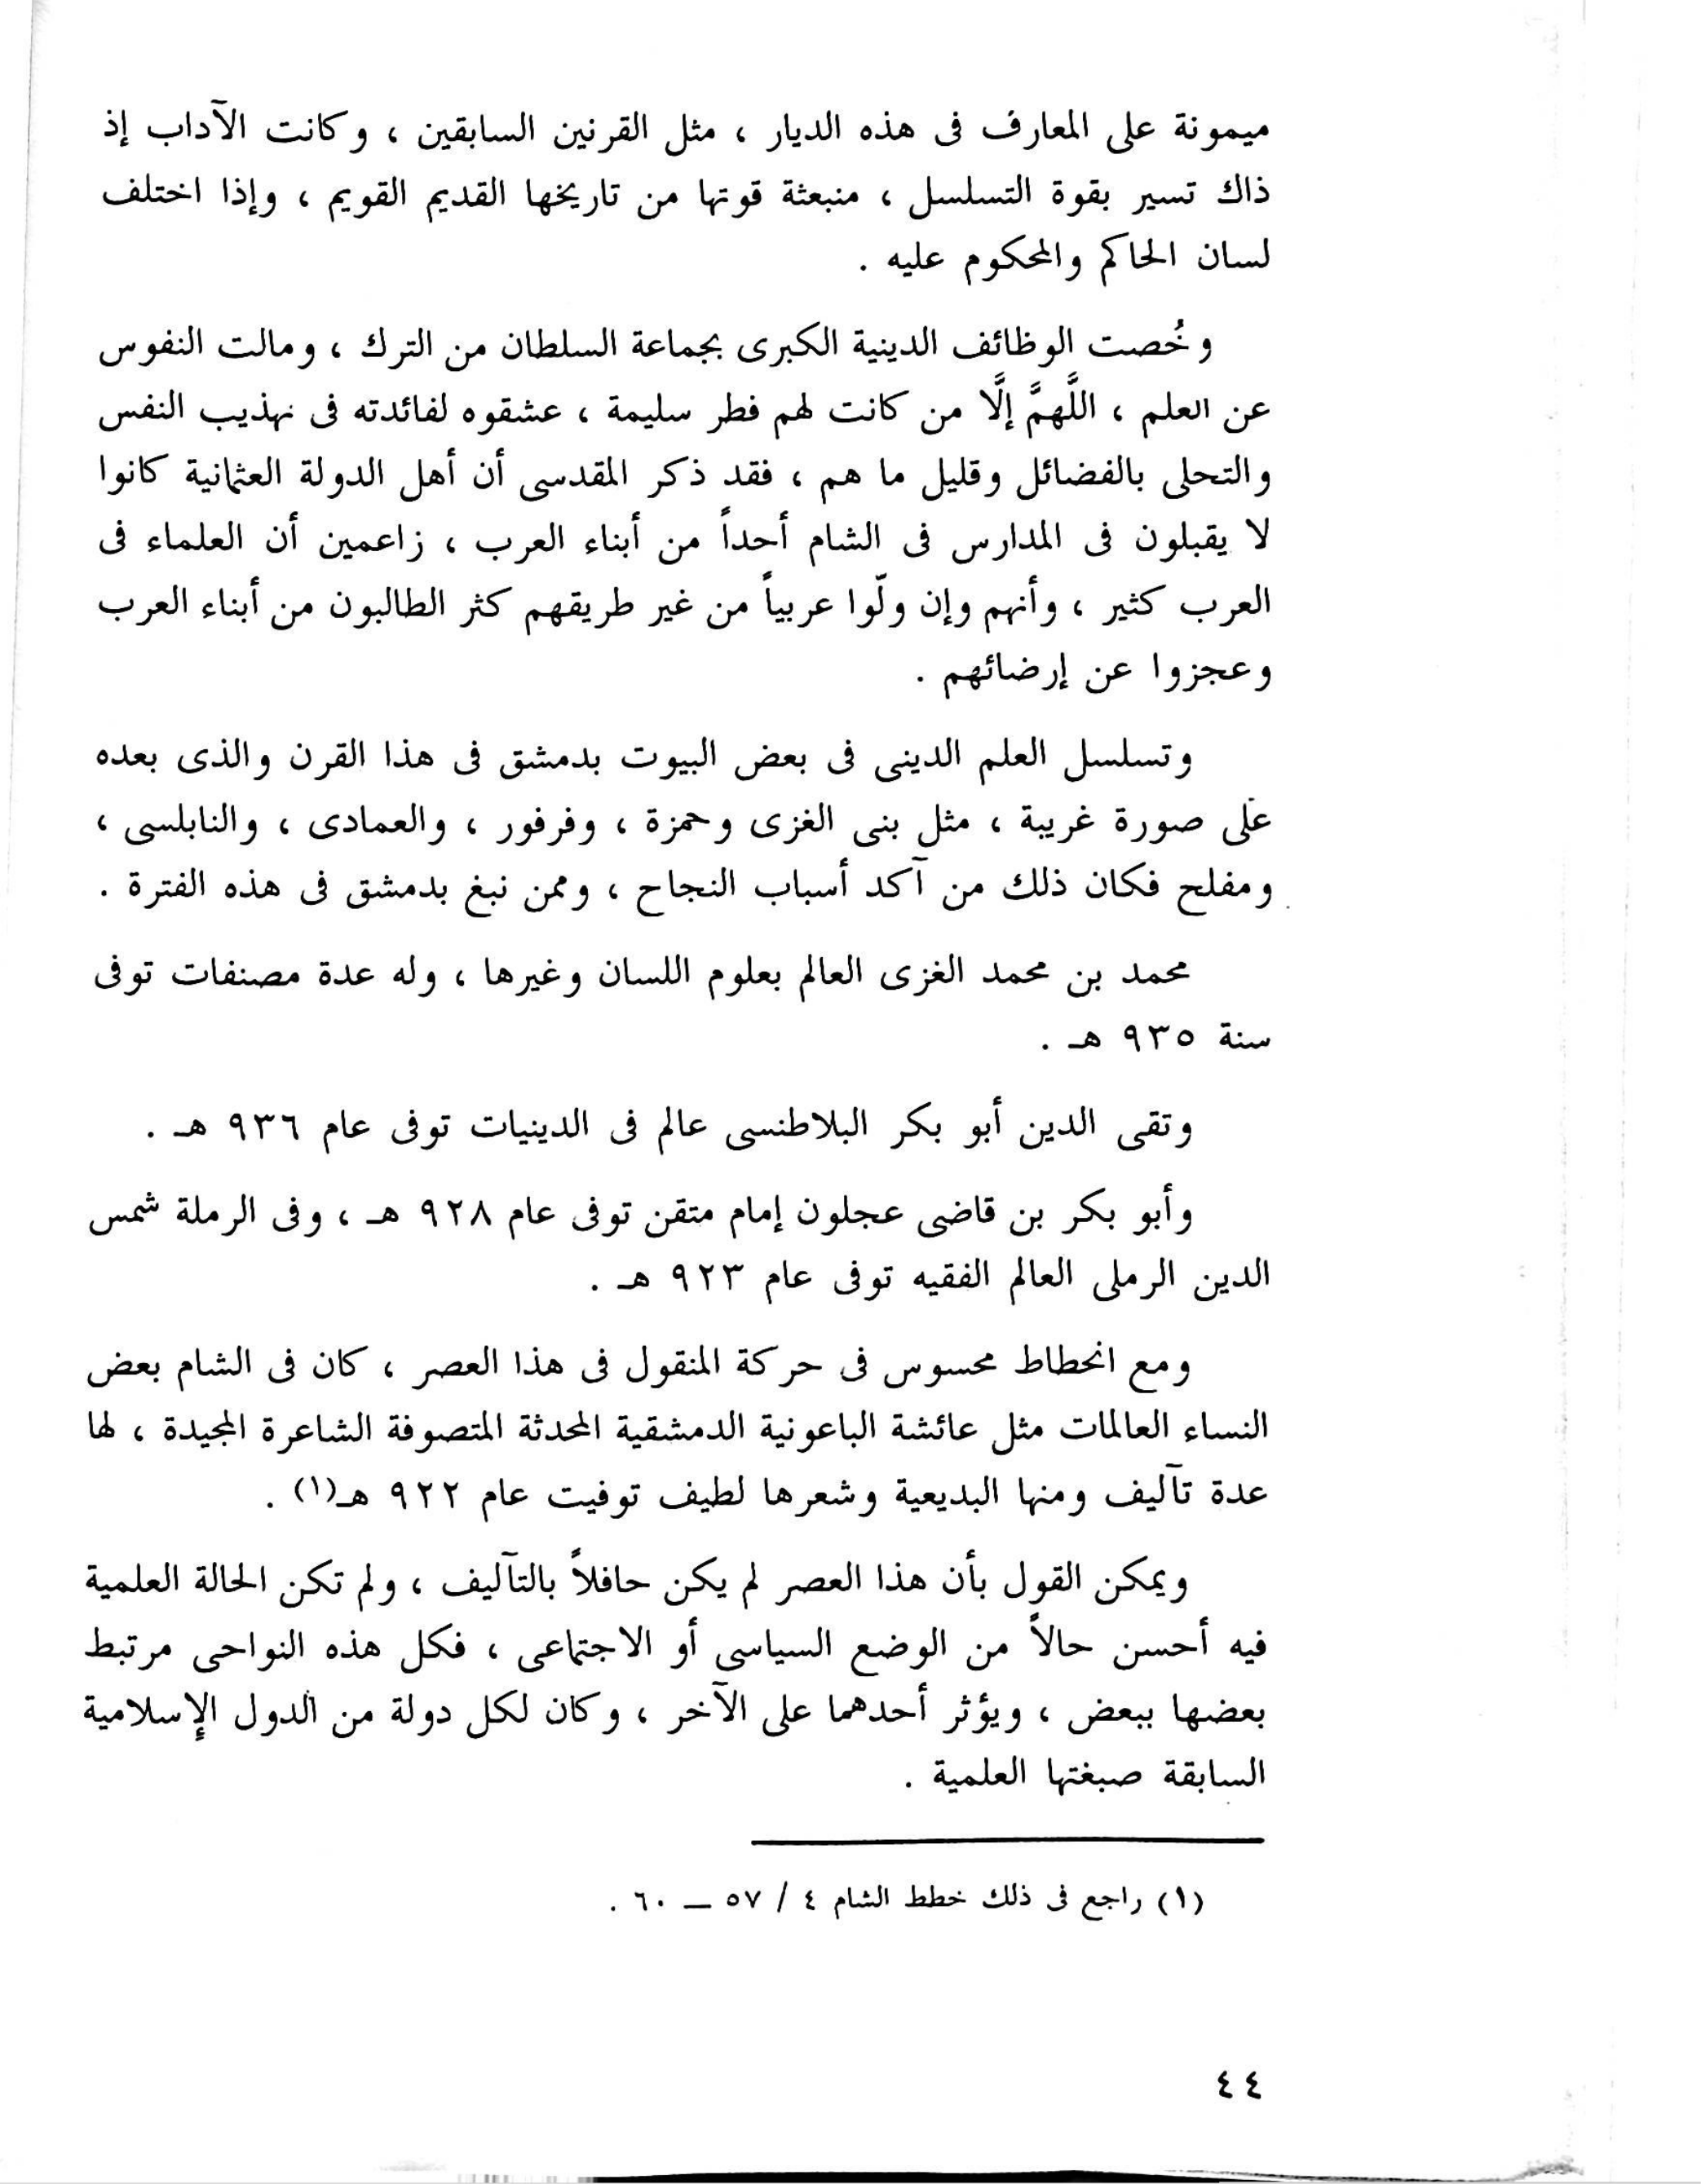 ميمونة على المعارف فى هذه الديار ، مثل القرنين السابقين ، وكانت الآداب إذ
ذاك تسير بقوة التسلسل ، منبعثة قوتها من تاريخها القديم القويم ، وإذا اختلف
لسان الحاكم والمحكوم عليه .
وخُصت الوظائف الدينية الكبرى بجماعة السلطان من الترك ، ومالت النفوس
عن العلم ، اللَّهمَّ إلَّا من كانت لهم فطر سليمة ، عشقوه لفائدته فى تهذيب النفس
والتحلى بالفضائل وقليل ما هم ، فقد ذكر المقدسى أن أهل الدولة العثمانية كانوا
لا يقبلون فى المدارس فى الشام أحداً من أبناء العرب ، زاعمين أن العلماء فى
العرب كثير ، وأنهم وإن ولّوا عربياً من غير طريقهم كثر الطالبون من أبناء العرب
وعجزوا عن إرضائهم .
وتسلسل العلم الدينى فى بعض البيوت بدمشق فى هذا القرن والذى بعده
على صورة غريبة ، مثل بنى الغزى وحمزة ، وفرفور ، والعمادى ، والنابلسى ،
ومفلح فكان ذلك من آكد أسباب النجاح ، وممن نبغ بدمشق فى هذه الفترة .
محمد بن محمد الغزى العالم بعلوم اللسان وغيرها ، وله عدة مصنفات توفى
سنة ٩٣٥ هـ .
وتقى الدين أبو بكر البلاطنسى عالم فى الدينيات توفى عام ٩٣٦ هـ .
وأبو بكر بن قاضى عجلون إمام متقن توفى عام ٩٢٨ هـ ، وفى الرملة شمس
الدين الرملى العالم الفقيه توفى عام ٩٢٣ هـ .
ومع انحطاط محسوس فى حركة المنقول فى هذا العصر ، كان فى الشام بعض
النساء العالمات مثل عائشة الباعونية الدمشقية المحدثة المتصوفة الشاعرة المجيدة ، لها
عدة تآليف ومنها البديعية وشعرها لطيف توفيت عام ٩٢٢ هـ(١) .
ويمكن القول بأن هذا العصر لم يكن حافلاً بالتآليف ، ولم تكن الحالة العلمية
فيه أحسن حالاً من الوضع السياسى أو الاجتماعى ، فكل هذه النواحى مرتبط
بعضها ببعض ، ويؤثر أحدهما على الآخر ، وكان لكل دولة من الدول الإسلامية
السابقة صبغتها العلمية .
(١) راجع فى ذلك خطط الشام ٤ / ٥٧ – ٦٠ .
٤٤